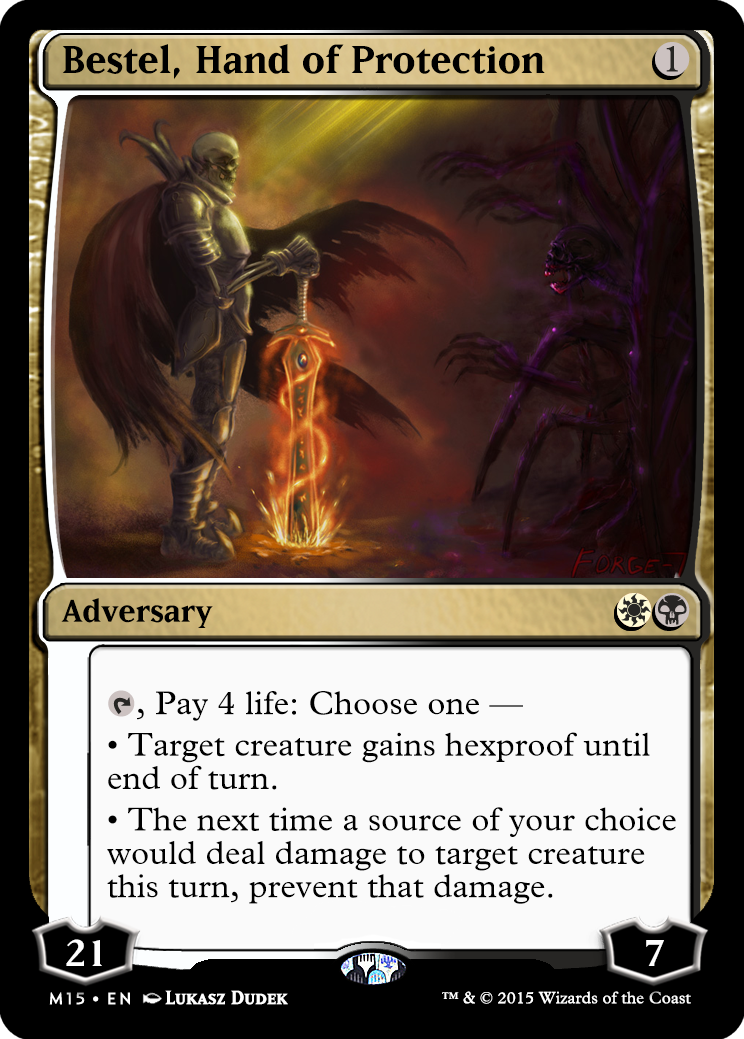 Bestel, Hand of Protection 1
FORGE-7
Adversary
, Pay 4 life: Choose one —
• Target creature gains hexproof until
end of turn.
• The next time a source of your choice
would deal damage to target creature
this turn, prevent that damage.
21
7
M15 • EN Lukasz Dudek
™ & © 2015 Wizards of the Coast